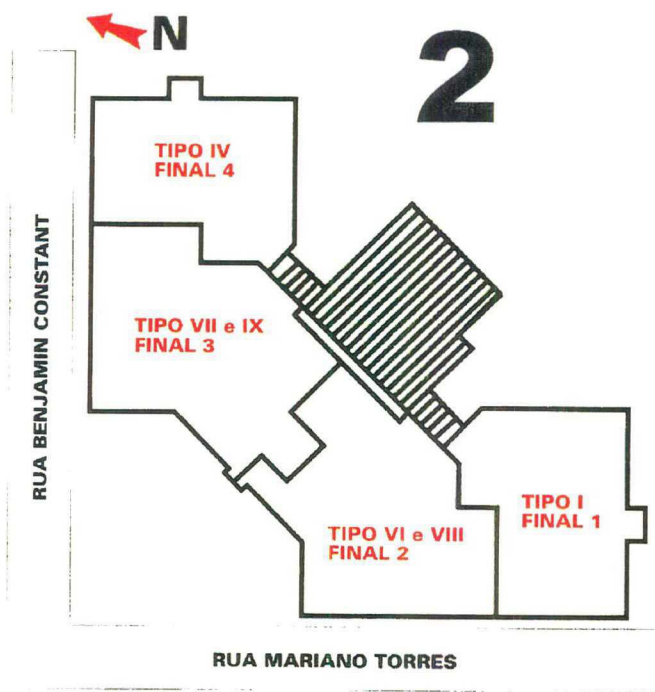 N
2
TIPO IV
FINAL 4
TIPO VII e IX
FINAL 3
RUA BENJAMIN CONSTANT
TIPO I
FINAL 1
TIPO VI e VIII
FINAL 2
RUA MARIANO TORRES